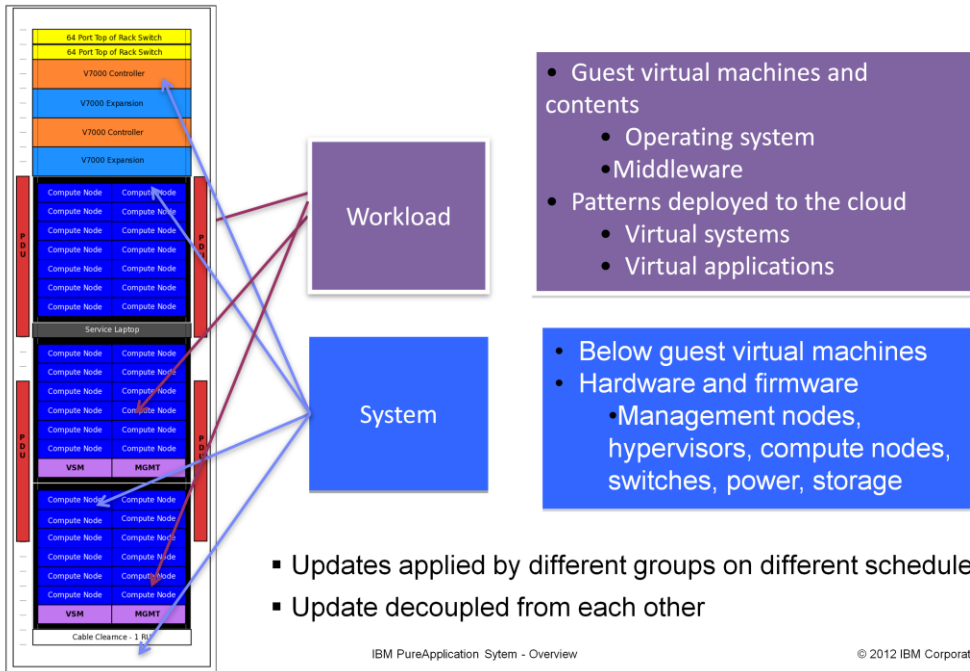 64 Port Top of Rack Switch
64 Port Top of Rack Switch
V7000 Controller
V7000 Expansion
V7000 Controller
V7000 Expansion
Compute Node Compute Node
Compute Node Compute Node
Compute Node Compute Node
Compute Node Compute Node
Compute Node Compute Node
Compute Node Compute Node
Compute Node Compute Node
PDU
PDU
Service Laptop
Compute Node Compute Node
Compute Node Compute Node
Compute Node Compute Node
Compute Node Compute Node
Compute Node Compute Node
Compute Node Compute Node
VSM MGMT
PDU
PDU
Compute Node Compute Node
Compute Node Compute Node
Compute Node Compute Node
Compute Node Compute Node
Compute Node Compute Node
Compute Node Compute Node
VSM MGMT
Cable Clearnce - 1 RU
Workload
• Guest virtual machines and
contents
• Operating system
•Middleware
• Patterns deployed to the cloud
• Virtual systems
• Virtual applications
System
• Below guest virtual machines
• Hardware and firmware
•Management nodes,
hypervisors, compute nodes,
switches, power, storage
▪ Updates applied by different groups on different schedule
▪ Update decoupled from each other
IBM PureApplication Sytem - Overview
© 2012 IBM Corporat